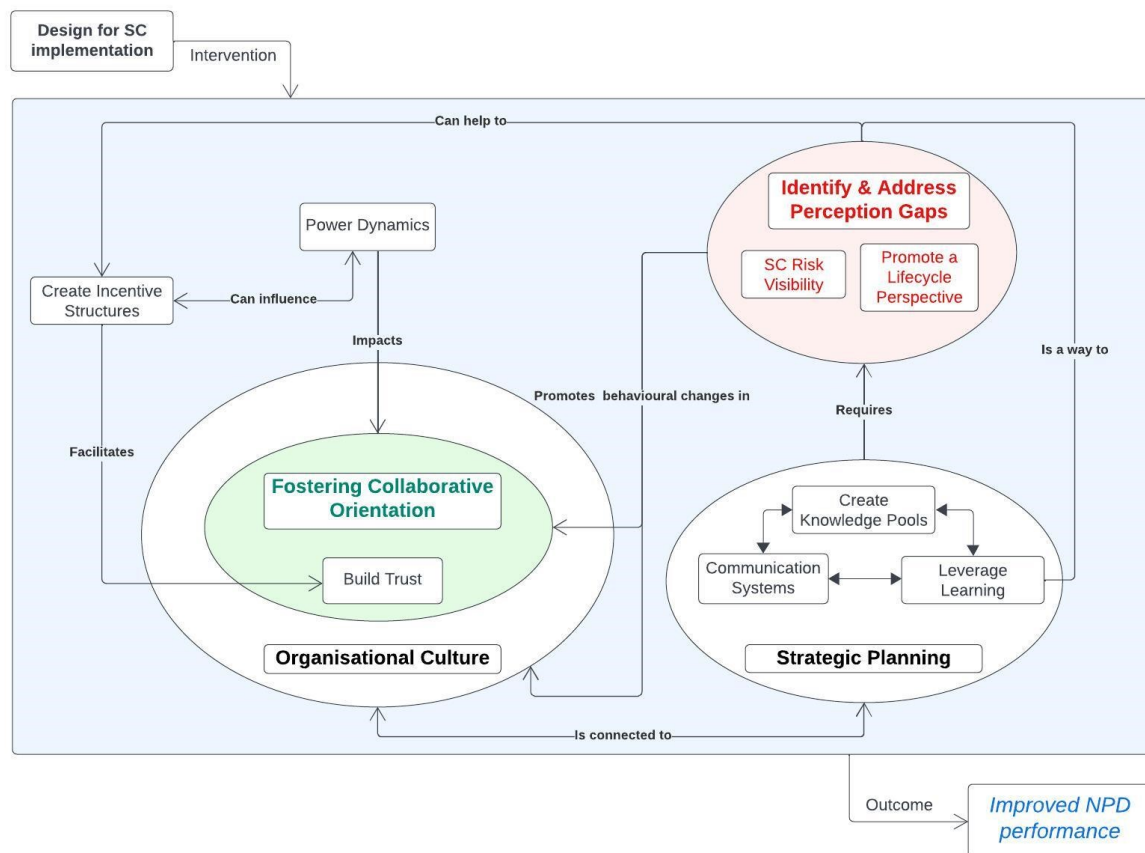 Design for SC
implementation
Intervention
Can help to
Identify & Address
Perception Gaps
SC Risk
Visibility
Promote a
Lifecycle
Perspective
Power Dynamics
Create Incentive
Structures
Can influence
Impacts
Is a way to
Promotes  behavioural changes in
Requires
Facilitates
Fostering Collaborative
Orientation
Build Trust
Organisational Culture
Create
Knowledge Pools
Communication
Systems
Leverage
Learning
Strategic Planning
Is connected to
Outcome
Improved NPD
performance